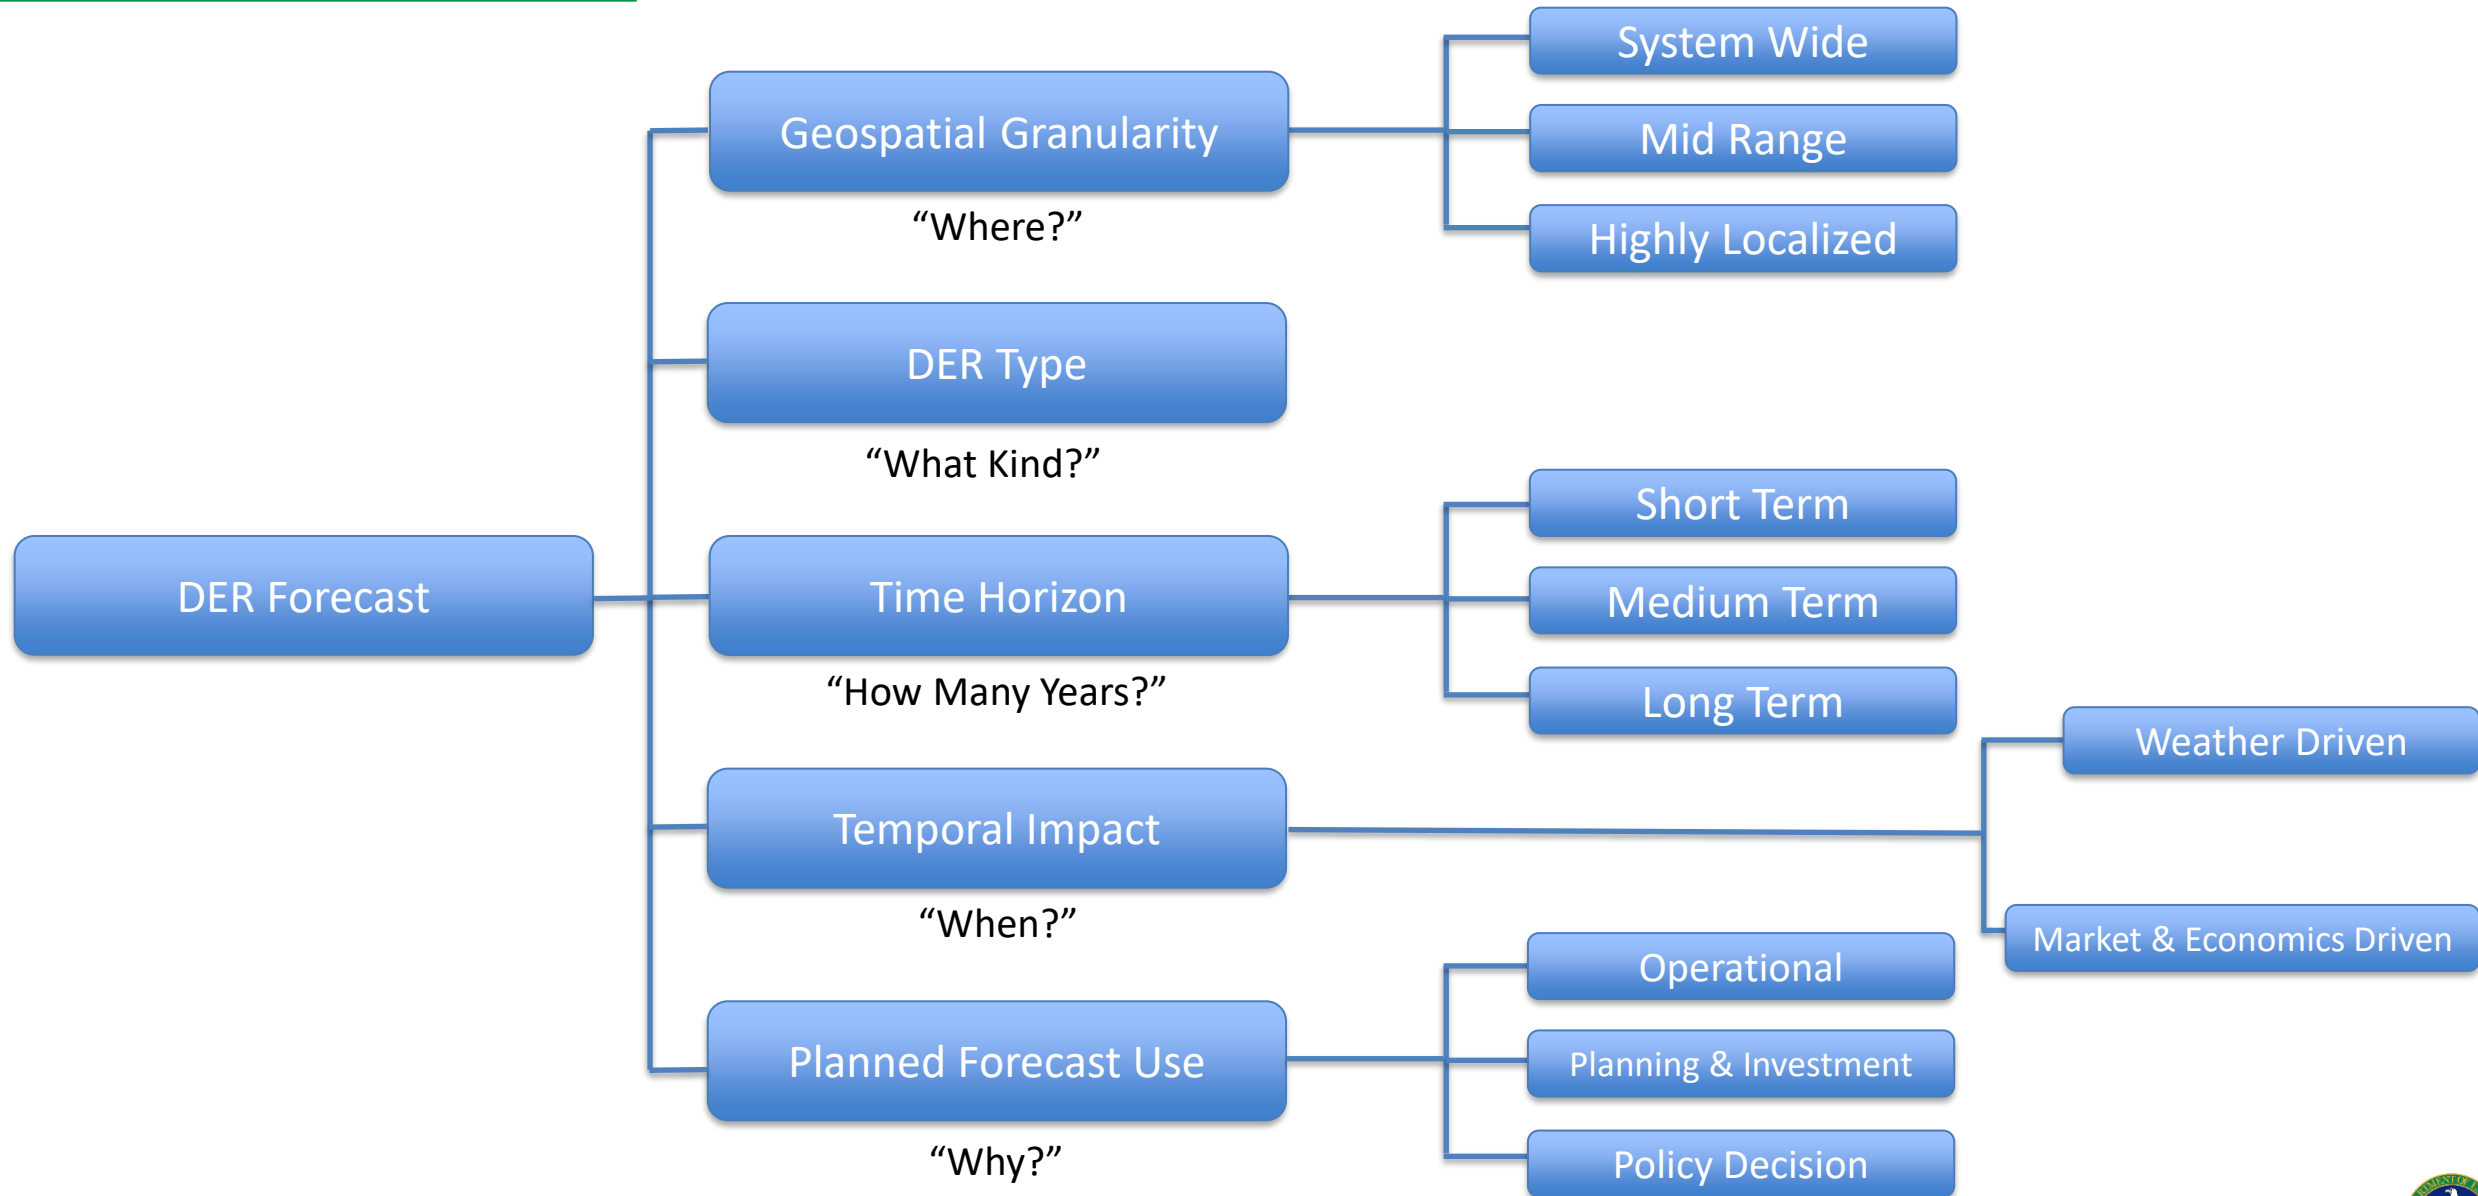 DER Forecast
Geospatial Granularity
“Where?”
System Wide
Mid Range
Highly Localized
DER Type
“What Kind?”
Time Horizon
“How Many Years?”
Short Term
Medium Term
Long Term
Temporal Impact
“When?”
Weather Driven
Market & Economics Driven
Planned Forecast Use
“Why?”
Operational
Planning & Investment
Policy Decision